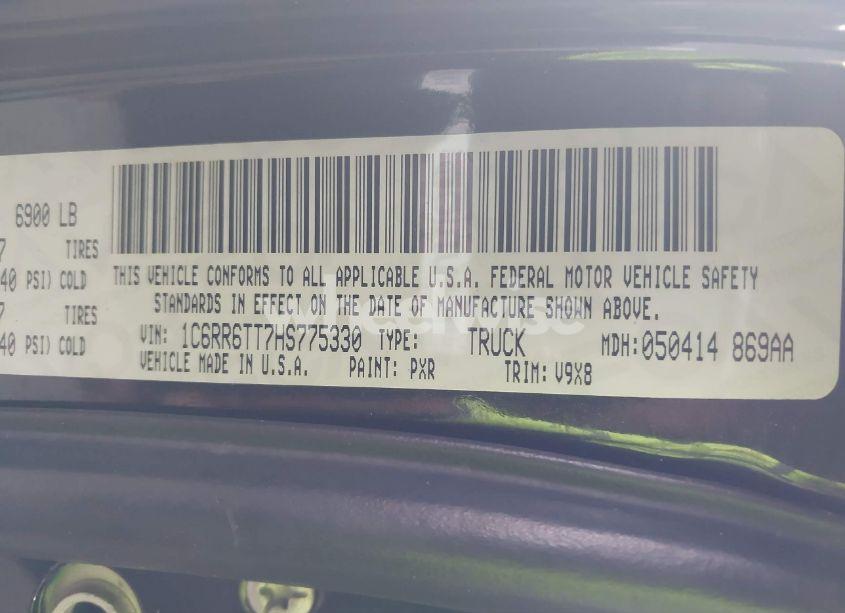 6900 LB
7 TIRES
40 PSI) COLD
7 TIRES
40 PSI) COLD
THIS VEHICLE CONFORMS TO ALL APPLICABLE U.S.A. FEDERAL MOTOR VEHICLE SAFETY
STANDARDS IN EFFECT ON THE DATE OF MANUFACTURE SHOWN ABOVE.
VIN: 1C6RR6TT7HS775330 TYPE: TRUCK MDH:050414 869AA
VEHICLE MADE IN U.S.A. PAINT: PXR TRIM: V9X8